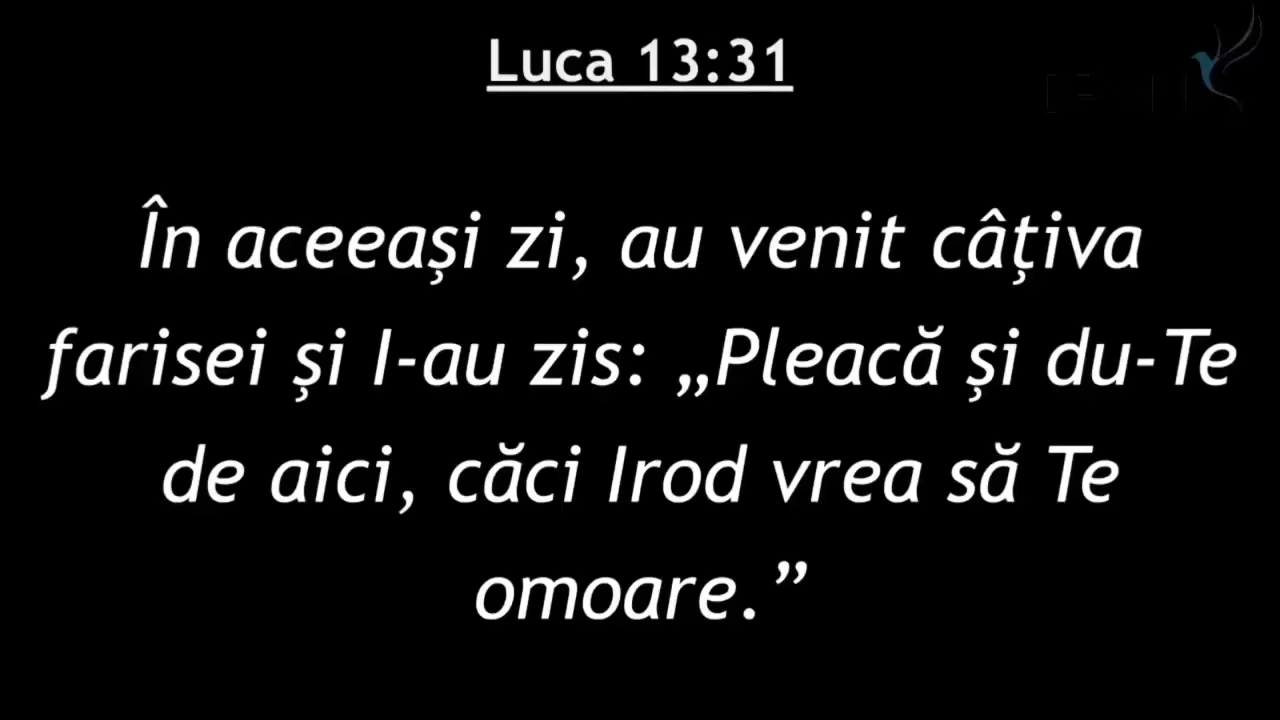 Luca 13:31
În aceeași zi, au venit câțiva
farisei și I-au zis: „Pleacă și du-Te
de aici, căci Irod vrea să Te
omoare.”